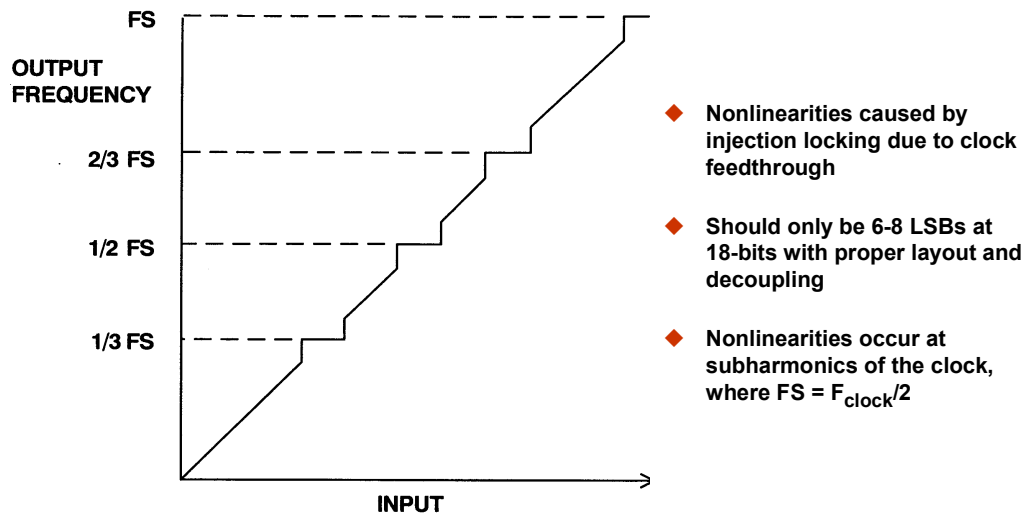 FS
OUTPUT
FREQUENCY
2/3 FS
1/2 FS
1/3 FS
INPUT
Nonlinearities caused by
injection locking due to clock
feedthrough
Should only be 6-8 LSBs at
18-bits with proper layout and
decoupling
Nonlinearities occur at
subharmonics of the clock,
where FS = Fclock/2